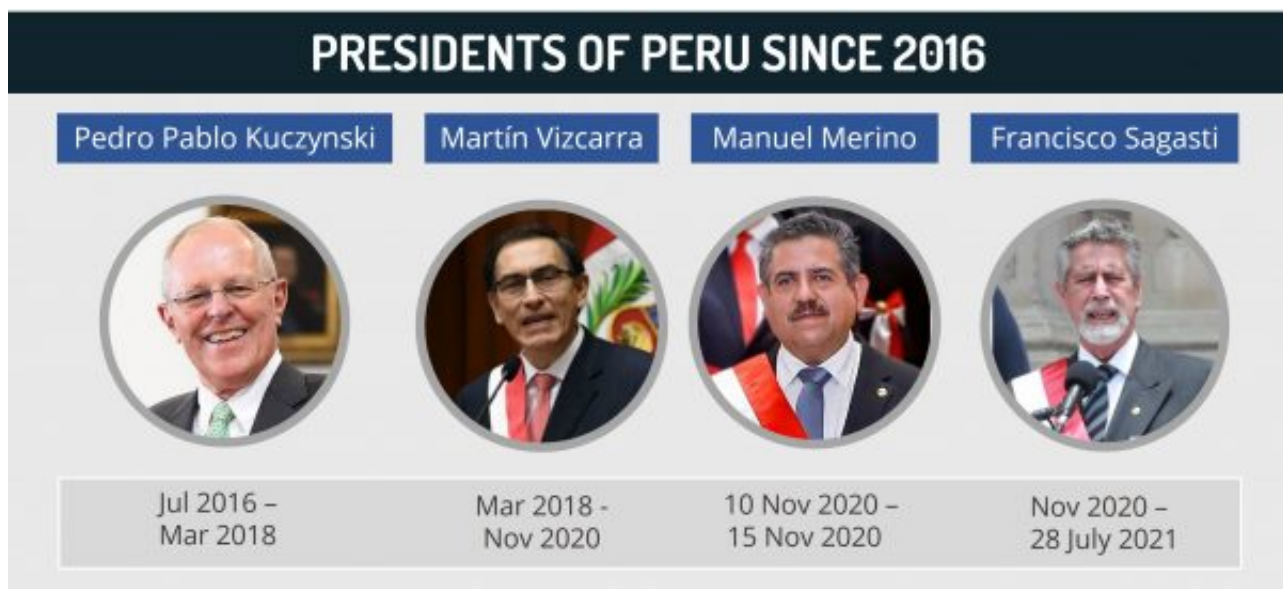 PRESIDENTS OF PERU SINCE 2016
Pedro Pablo Kuczynski
Martín Vizcarra
Manuel Merino
Francisco Sagasti
Jul 2016 –
Mar 2018
Mar 2018 -
Nov 2020
10 Nov 2020 –
15 Nov 2020
Nov 2020 –
28 July 2021